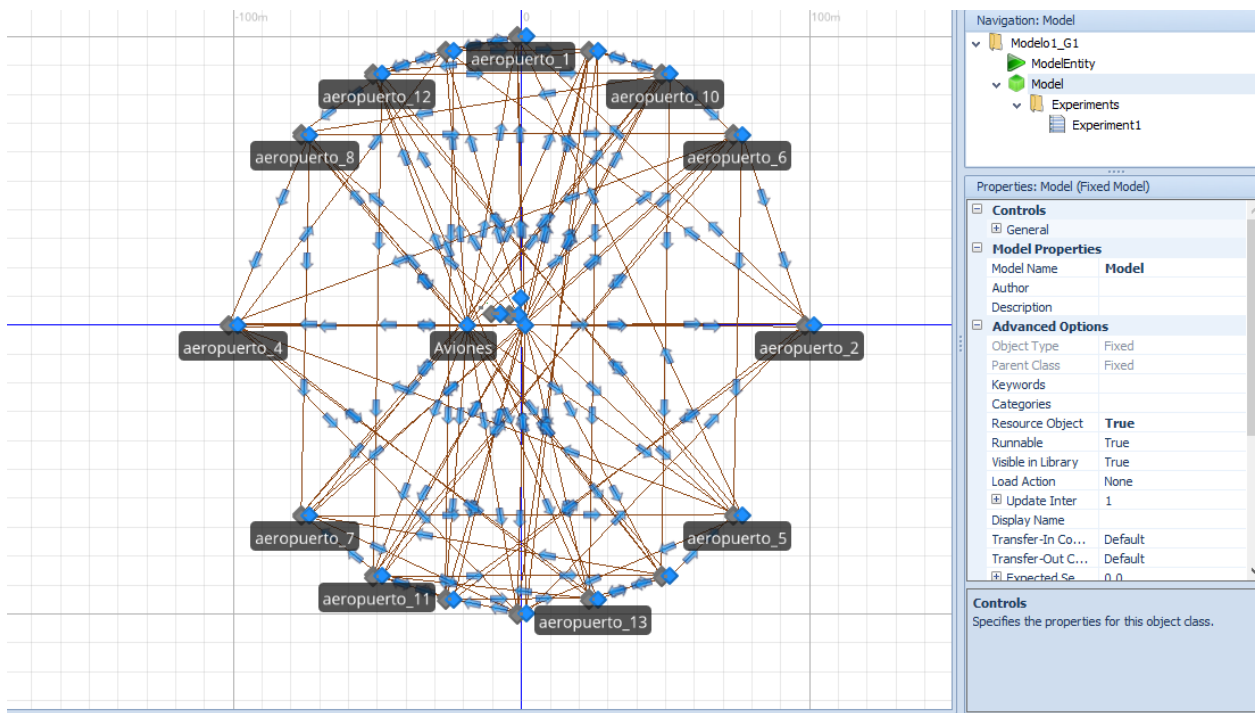 -100m
0
100m
aeropuerto_1
aeropuerto_12
aeropuerto_10
aeropuerto_8
aeropuerto_6
aeropuerto_4
Aviones
aeropuerto_2
aeropuerto_7
aeropuerto_5
aeropuerto_11
aeropuerto_13
Navigation: Model
Modelo1_G1
ModelEntity
Model
Experiments
Experiment1
Properties: Model (Fixed Model)
Controls
General
Model Properties
Model Name Model
Author
Description
Advanced Options
Object Type Fixed
Parent Class Fixed
Keywords
Categories
Resource Object True
Runnable True
Visible in Library True
Load Action None
Update Inter 1
Display Name
Transfer-In Co... Default
Transfer-Out C... Default
Expected Se 0.0
Controls
Specifies the properties for this object class.